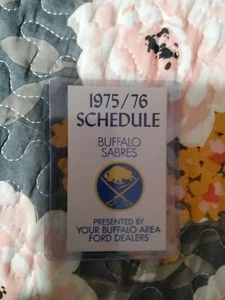 1975/76
SCHEDULE
BUFFALO
SABRES
PRESENTED BY
YOUR BUFFALO AREA
FORD DEALERS